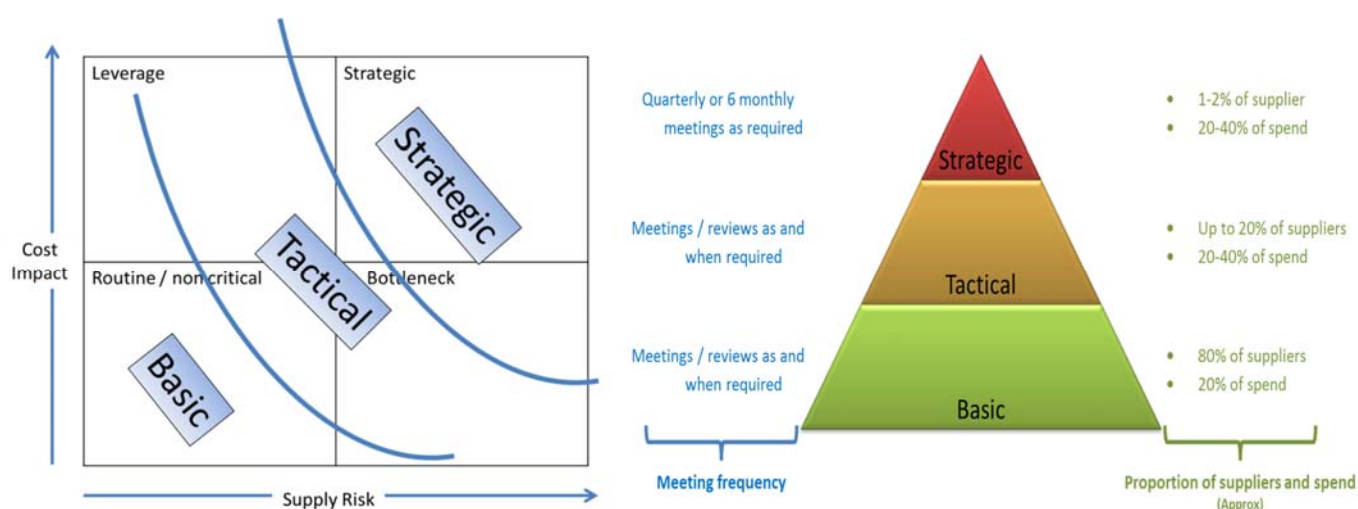 Leverage
Strategic
Strategic
Cost
Impact
Tactical
Routine / non critical
Bottleneck
Basic
Supply Risk
Quarterly or 6 monthly
meetings as required
Meetings / reviews as and
when required
Meetings / reviews as and
when required
Meeting frequency
Strategic
Tactical
Basic
• 1-2% of supplier
• 20-40% of spend
• Up to 20% of suppliers
• 20-40% of spend
• 80% of suppliers
• 20% of spend
Proportion of suppliers and spend
(Approx)